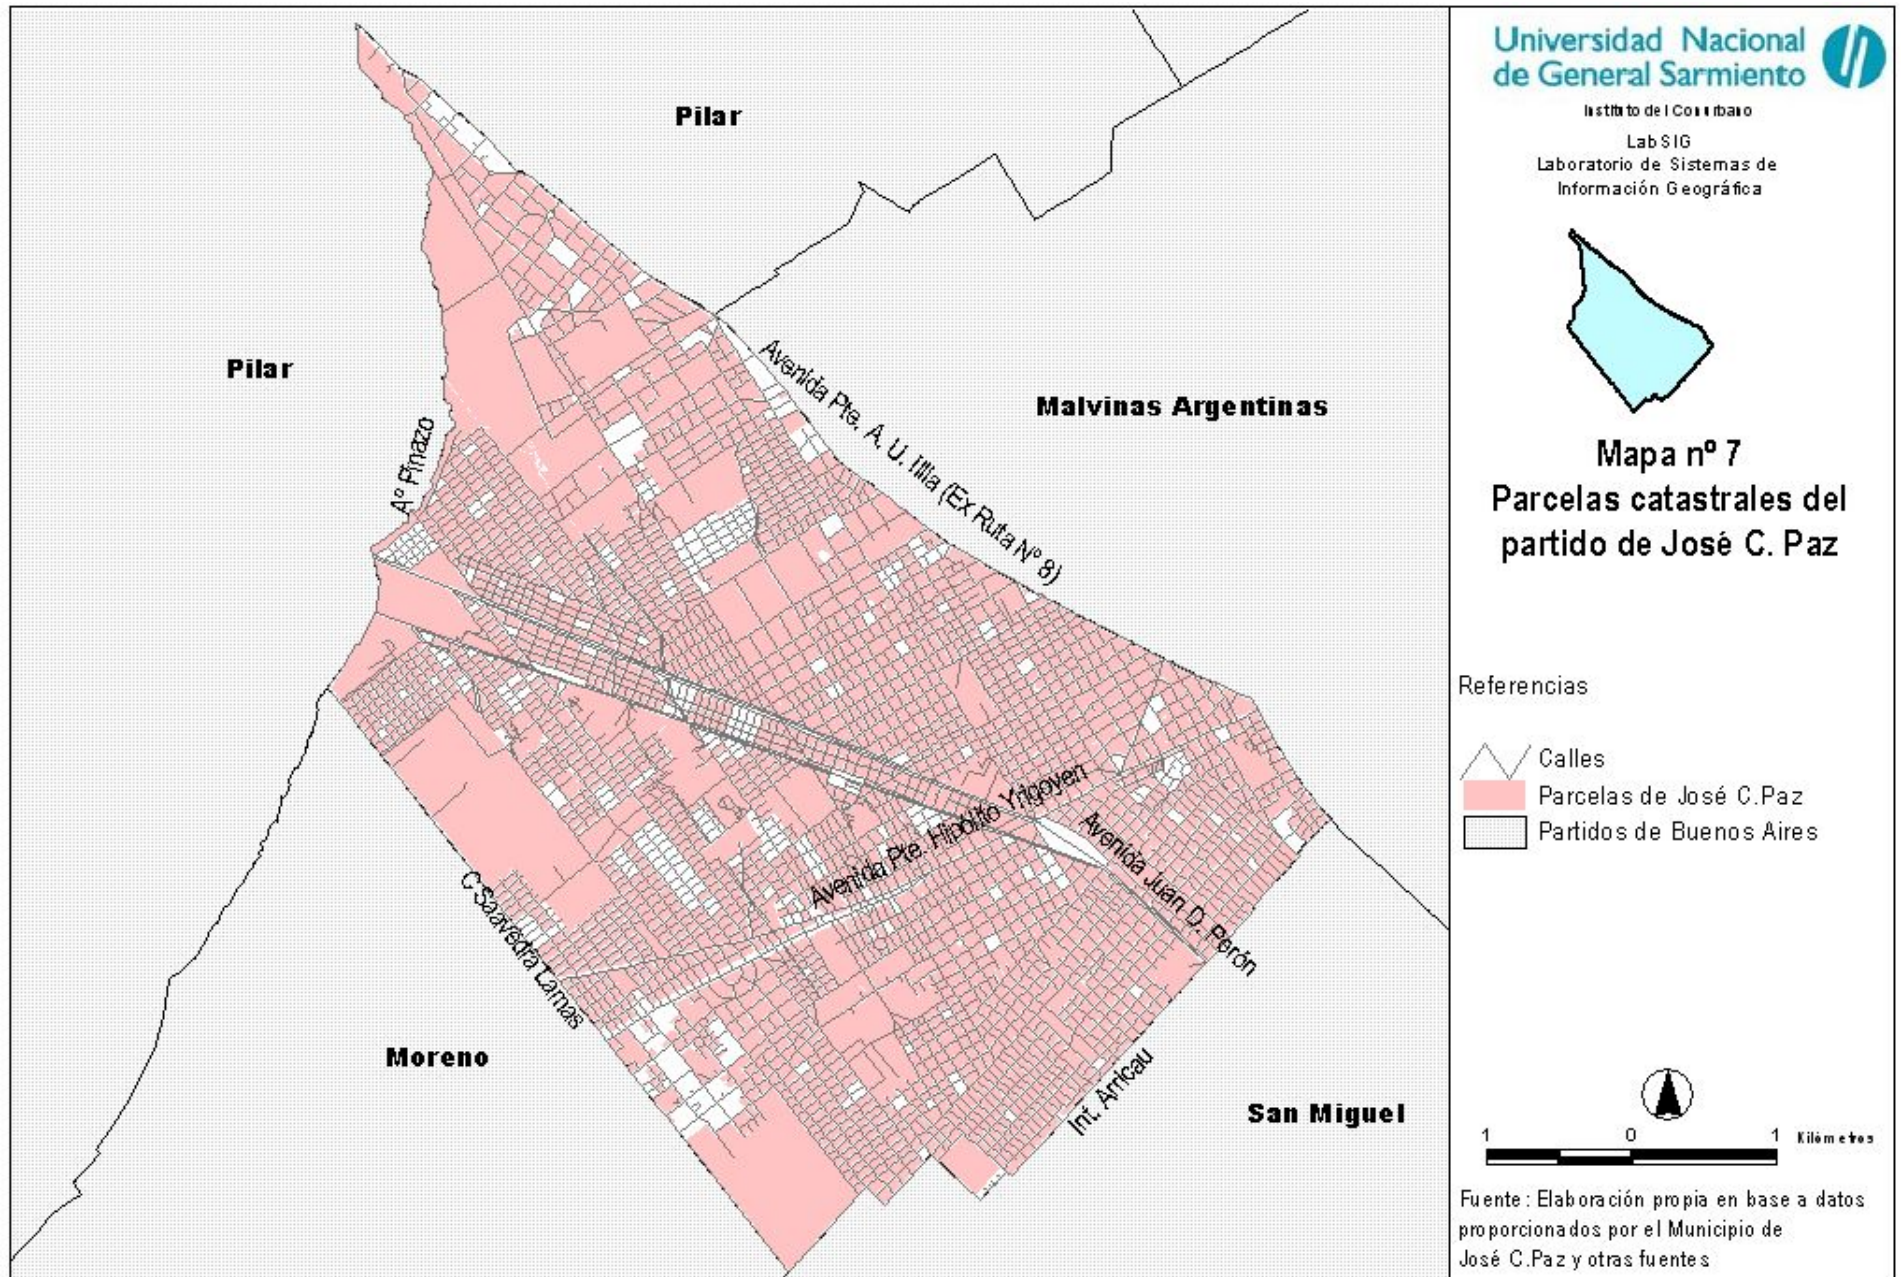 Pilar
Pilar
Malvinas Argentinas
Moreno
San Miguel
Avenida Pte. A. U. Illia (Ex Ruta Nº 8)
Aº Pinazo
Avenida Pte. Hipólito Yrigoyen
Avenida Juan D. Perón
C Saavedra Lamas
Int. Arricau
Universidad Nacional
de General Sarmiento
Instituto del Conurbano
LabSIG
Laboratorio de Sistemas de
Información Geográfica
Mapa nº 7
Parcelas catastrales del
partido de José C. Paz
Referencias
Calles
Parcelas de José C.Paz
Partidos de Buenos Aires
1 0 1 Kilómetros
Fuente: Elaboración propia en base a datos
proporcionados por el Municipio de
José C.Paz y otras fuentes